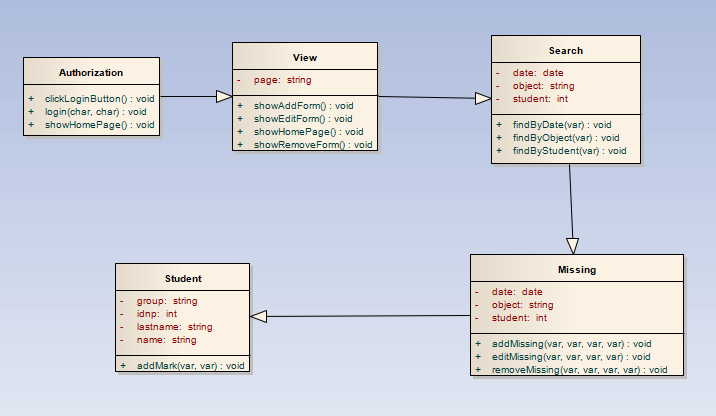 Authorization
+ clickLoginButton() : void
+ login(char, char) : void
+ showHomePage() : void
View
- page: string
+ showAddForm() : void
+ showEditForm() : void
+ showHomePage() : void
+ showRemoveForm() : void
Search
- date: date
- object: string
- student: int
+ findByDate(var) : void
+ findByObject(var) : void
+ findByStudent(var) : void
Student
- group: string
- idnp: int
- lastname: string
- name: string
+ addMark(var, var) : void
Missing
- date: date
- object: string
- student: int
+ addMissing(var, var, var, var) : void
+ editMissing(var, var, var, var) : void
+ removeMissing(var, var, var, var) : void